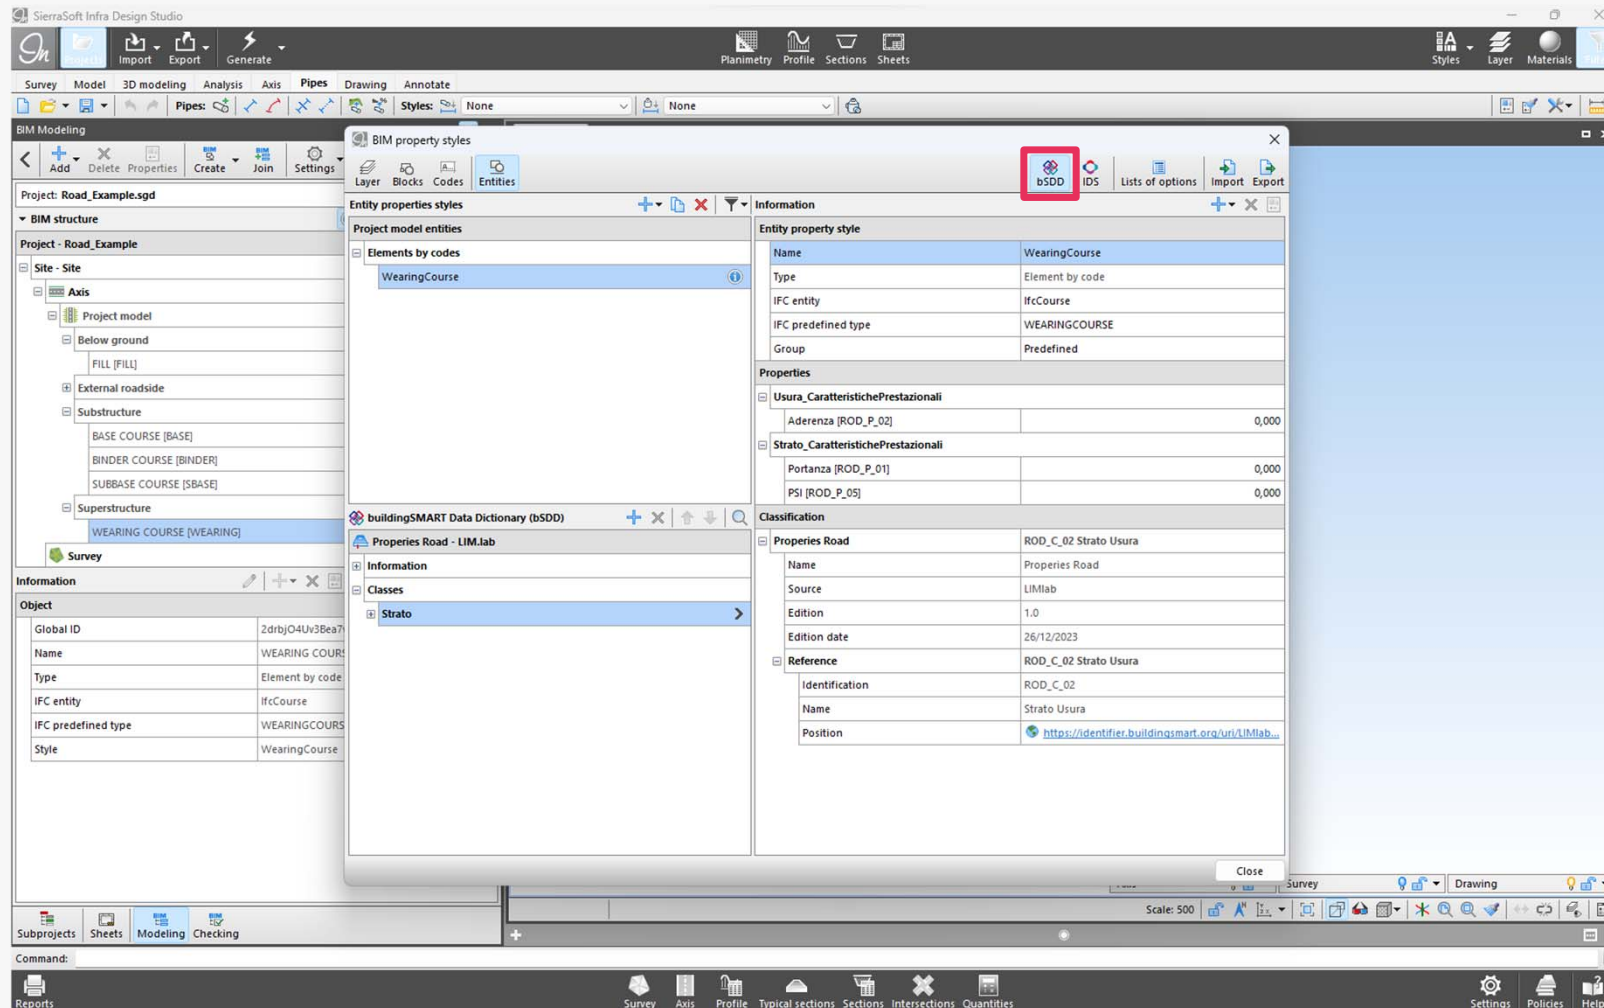 SierraSoft Infra Design Studio
Import Export Generate
Planimetry Profile Sections Sheets
Styles Layer Materials
Survey Model 3D modeling Analysis Axis Pipes Drawing Annotate
Pipes: Styles: None None
BIM Modeling
Add Delete Properties Create Join Settings
Project: Road_Example.sgd
BIM structure
Project - Road_Example
Site - Site
Axis
Project model
Below ground
FILL [FILL]
External roadside
Substructure
BASE COURSE [BASE]
BINDER COURSE [BINDER]
SUBBASE COURSE [SBASE]
Superstructure
WEARING COURSE [WEARING]
Survey
Information
Object
Global ID 2drbjO4Uv3Bea7
Name WEARING COURS
Type Element by code
IFC entity IfcCourse
IFC predefined type WEARINGCOURS
Style WearingCourse
BIM property styles
Layer Blocks Codes Entities
bSDD IDS Lists of options Import Export
Entity properties styles
Project model entities
Elements by codes
WearingCourse
buildingSMART Data Dictionary (bSDD)
Properies Road - LIM.lab
Information
Classes
Strato
Information
Entity property style
Name WearingCourse
Type Element by code
IFC entity IfcCourse
IFC predefined type WEARINGCOURSE
Group Predefined
Properties
Usura_CaratteristichePrestazionali
Aderenza [ROD_P_02] 0,000
Strato_CaratteristichePrestazionali
Portanza [ROD_P_01] 0,000
PSI [ROD_P_05] 0,000
Classification
Properies Road ROD_C_02 Strato Usura
Name Properies Road
Source LIMlab
Edition 1.0
Edition date 26/12/2023
Reference ROD_C_02 Strato Usura
Identification ROD_C_02
Name Strato Usura
Position https://identifier.buildingsmart.org/uri/LIMlab...
Close
Survey Drawing
Scale: 500
Subprojects Sheets Modeling Checking
Command:
Reports
Survey Axis Profile Typical sections Sections Intersections Quantities
Settings Policies Help